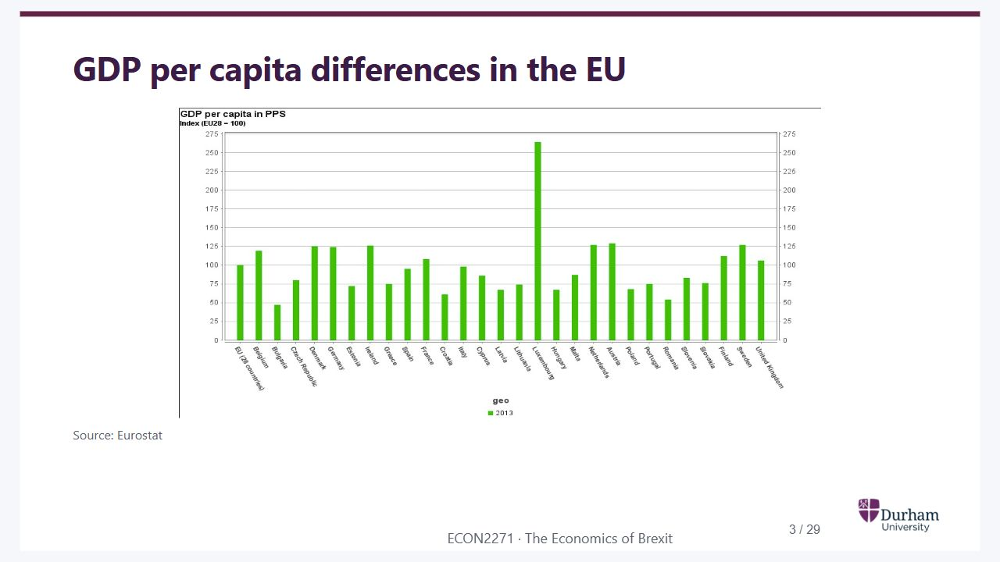 GDP per capita differences in the EU
GDP per capita in PPS
Index (EU28 = 100)
275 275
250 250
225 225
200 200
175 175
150 150
125 125
100 100
75 75
50 50
25 25
0 0
EU (28 countries)
Belgium
Bulgaria
Czech Republic
Denmark
Germany
Estonia
Ireland
Greece
Spain
France
Croatia
Italy
Cyprus
Latvia
Lithuania
Luxembourg
Hungary
Malta
Netherlands
Austria
Poland
Portugal
Romania
Slovenia
Slovakia
Finland
Sweden
United Kingdom
geo
2013
Source: Eurostat
Durham
University
3 / 29
ECON2271 · The Economics of Brexit